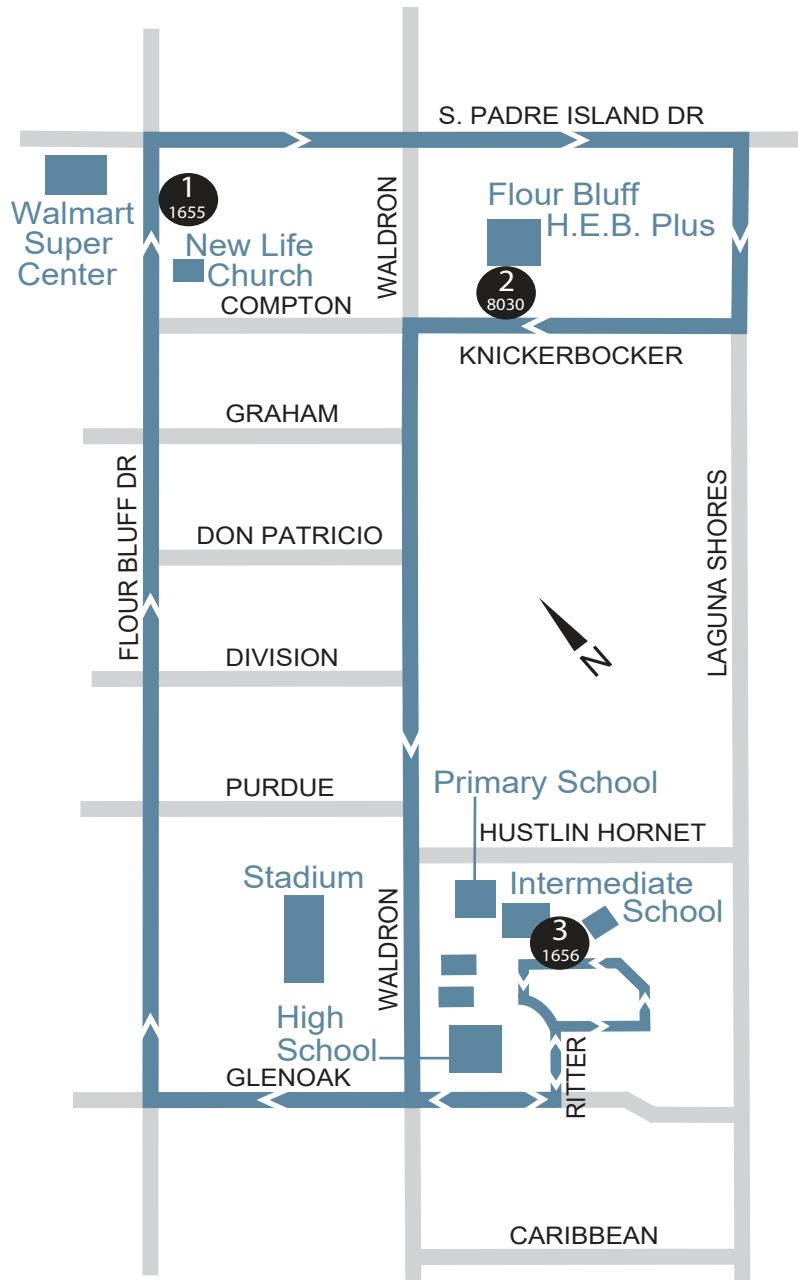 S. PADRE ISLAND DR
1
1655
Walmart
Super
Center
New Life
Church
WALDRON
Flour Bluff
H.E.B. Plus
2
8030
COMPTON
KNICKERBOCKER
GRAHAM
FLOUR BLUFF DR
DON PATRICIO
LAGUNA SHORES
DIVISION
N
PURDUE
Primary School
HUSTLIN HORNET
Stadium
Intermediate
School
WALDRON
3
1656
High
School
GLENOAK
RITTER
CARIBBEAN